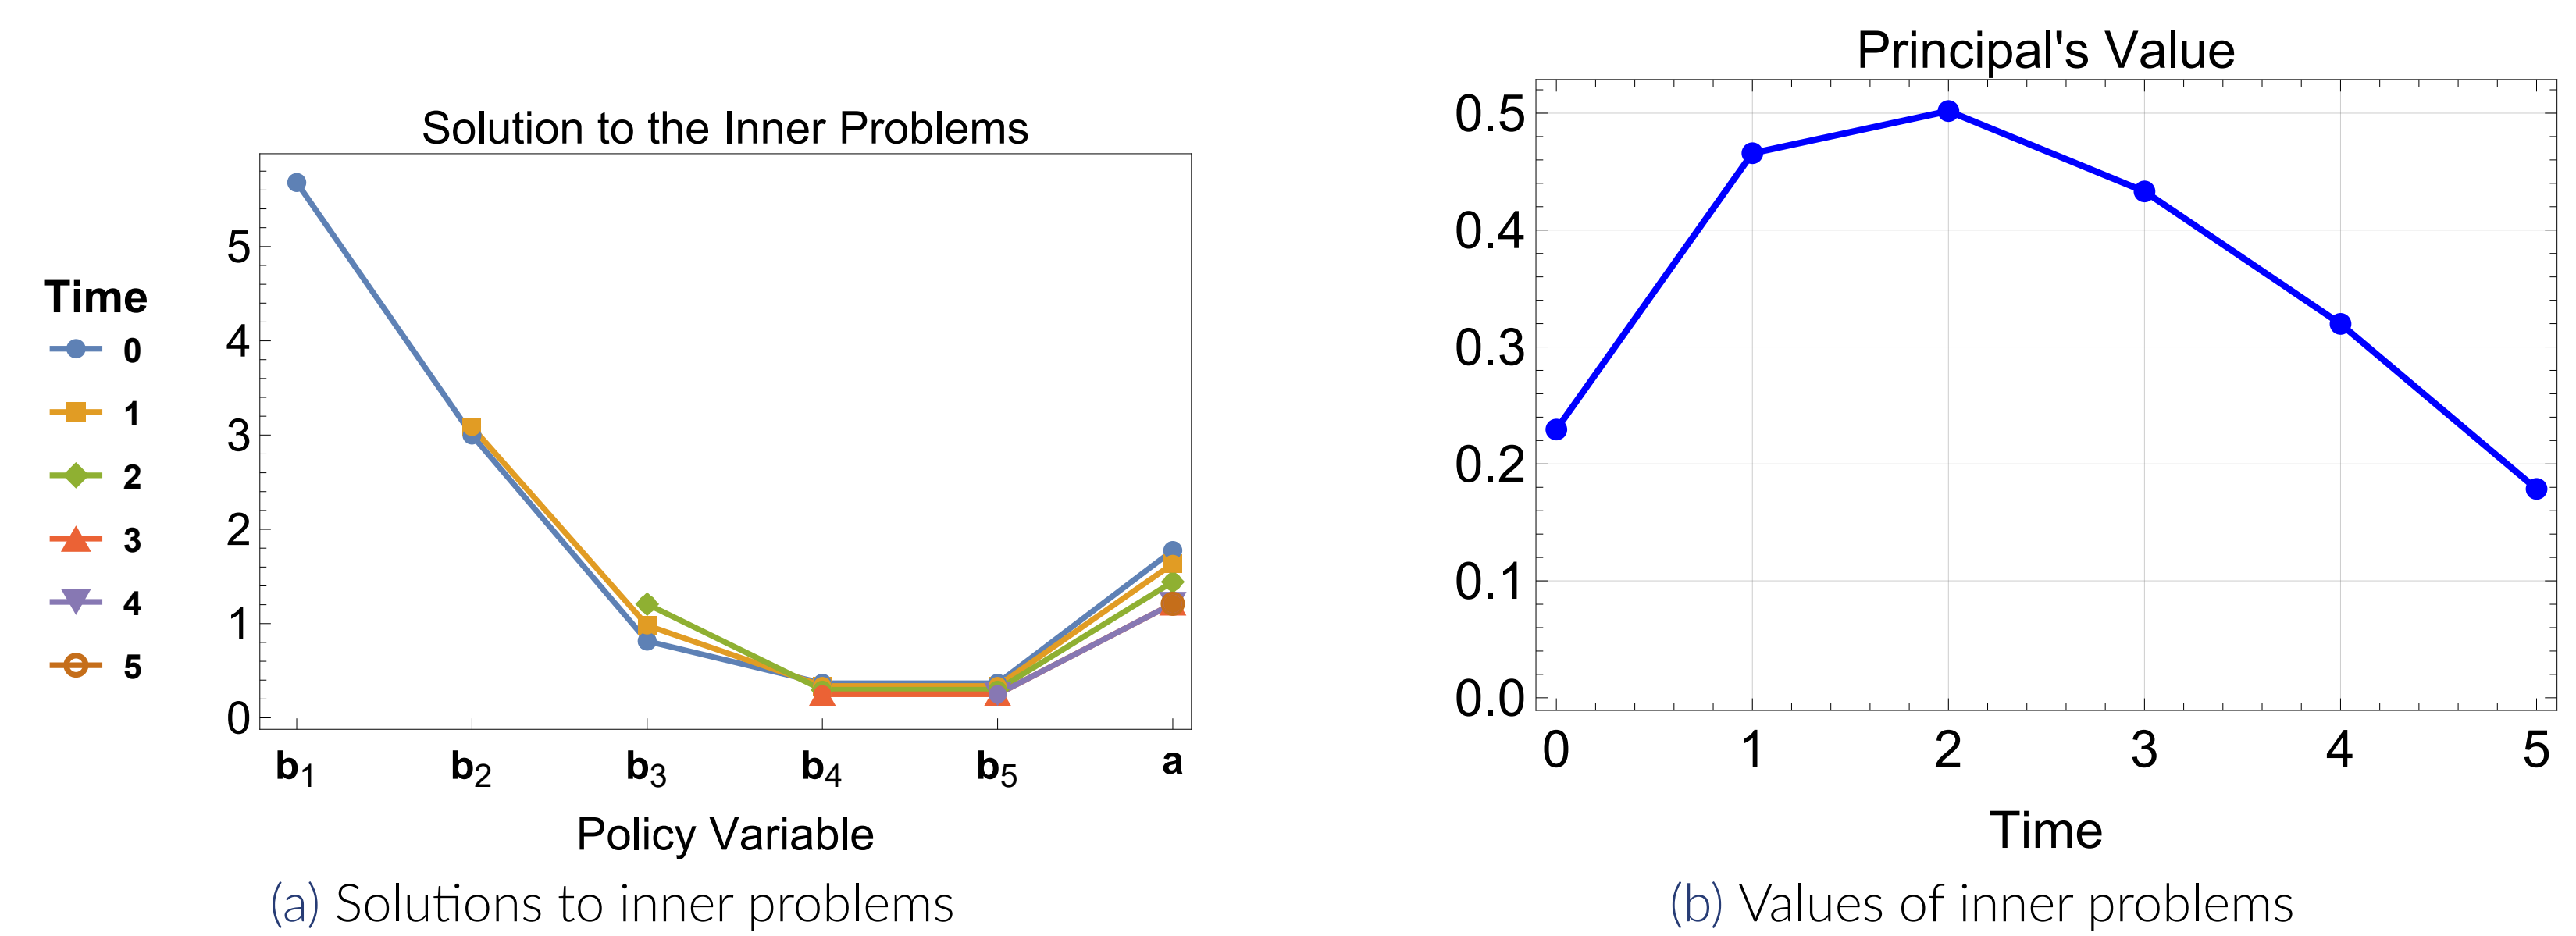 Solution to the Inner Problems
5
4
3
2
1
0
Time
0
1
2
3
4
5
b1 b2 b3 b4 b5 a
Policy Variable
(a) Solutions to inner problems
Principal's Value
0.5
0.4
0.3
0.2
0.1
0.0
0 1 2 3 4 5
Time
(b) Values of inner problems